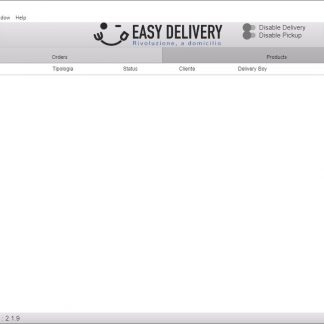 dow Help
EASY DELIVERY
Rivoluzione, a domicilio
Disable Delivery
Disable Pickup
Orders Products
Tipologia Status Cliente Delivery Boy
: 2 1 9